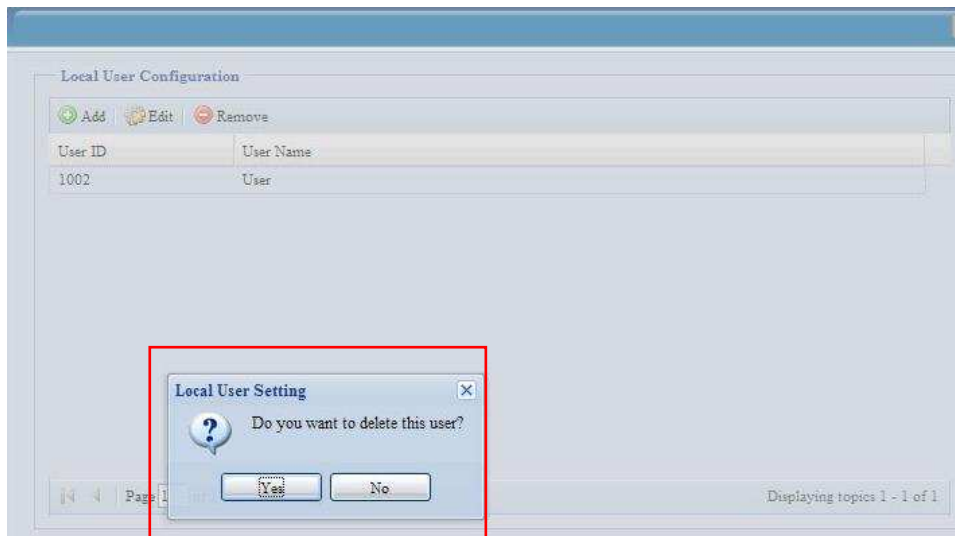 Local User Configuration
Add Edit Remove
User ID User Name
1002 User
Local User Setting
Do you want to delete this user?
Yes No
Page 1 Displaying topics 1 - 1 of 1